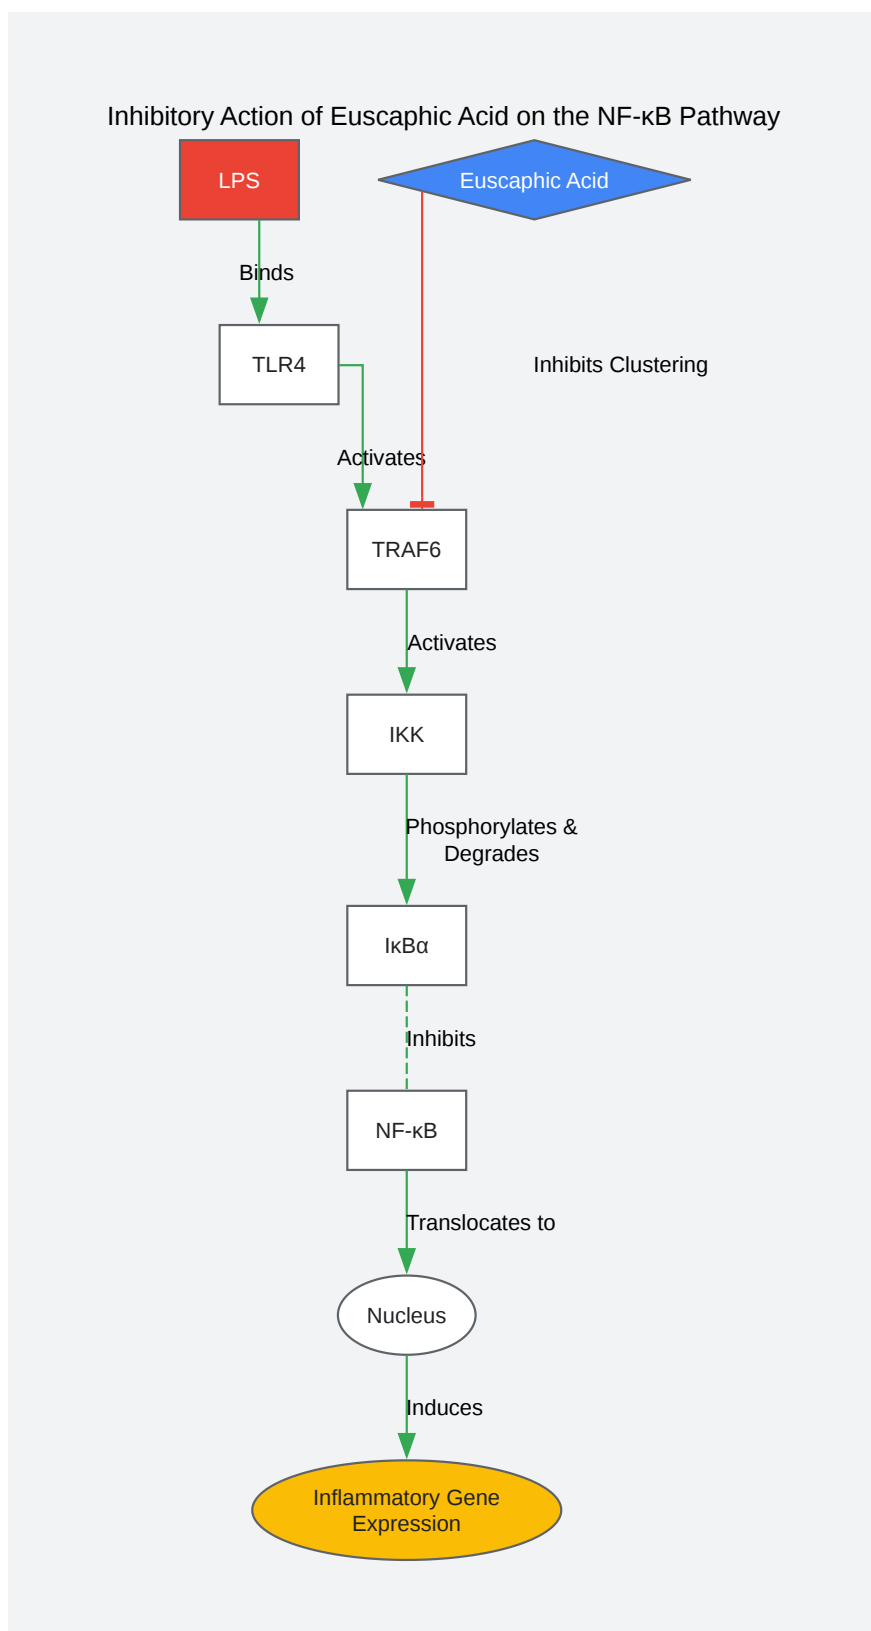 Inhibitory Action of Euscaphic Acid on the NF-κB Pathway
LPS
Euscaphic Acid
Binds
TLR4
Inhibits Clustering
Activates
TRAF6
Activates
IKK
Phosphorylates &
Degrades
IκBα
Inhibits
NF-κB
Translocates to
Nucleus
Induces
Inflammatory Gene
Expression